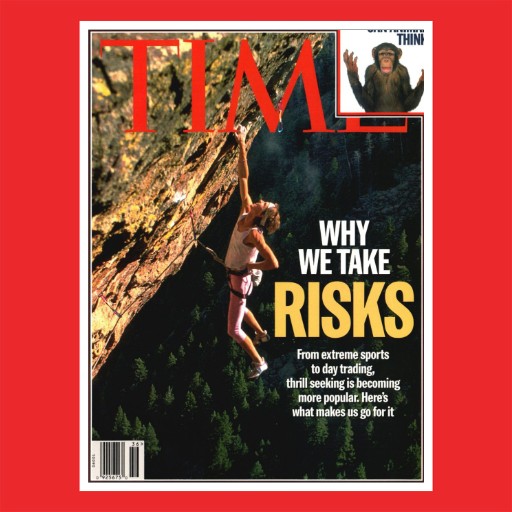 THINK
TIME
WHY
WE TAKE
RISKS
From extreme sports
to day trading,
thrill seeking is becoming
more popular. Here's
what makes us go for it